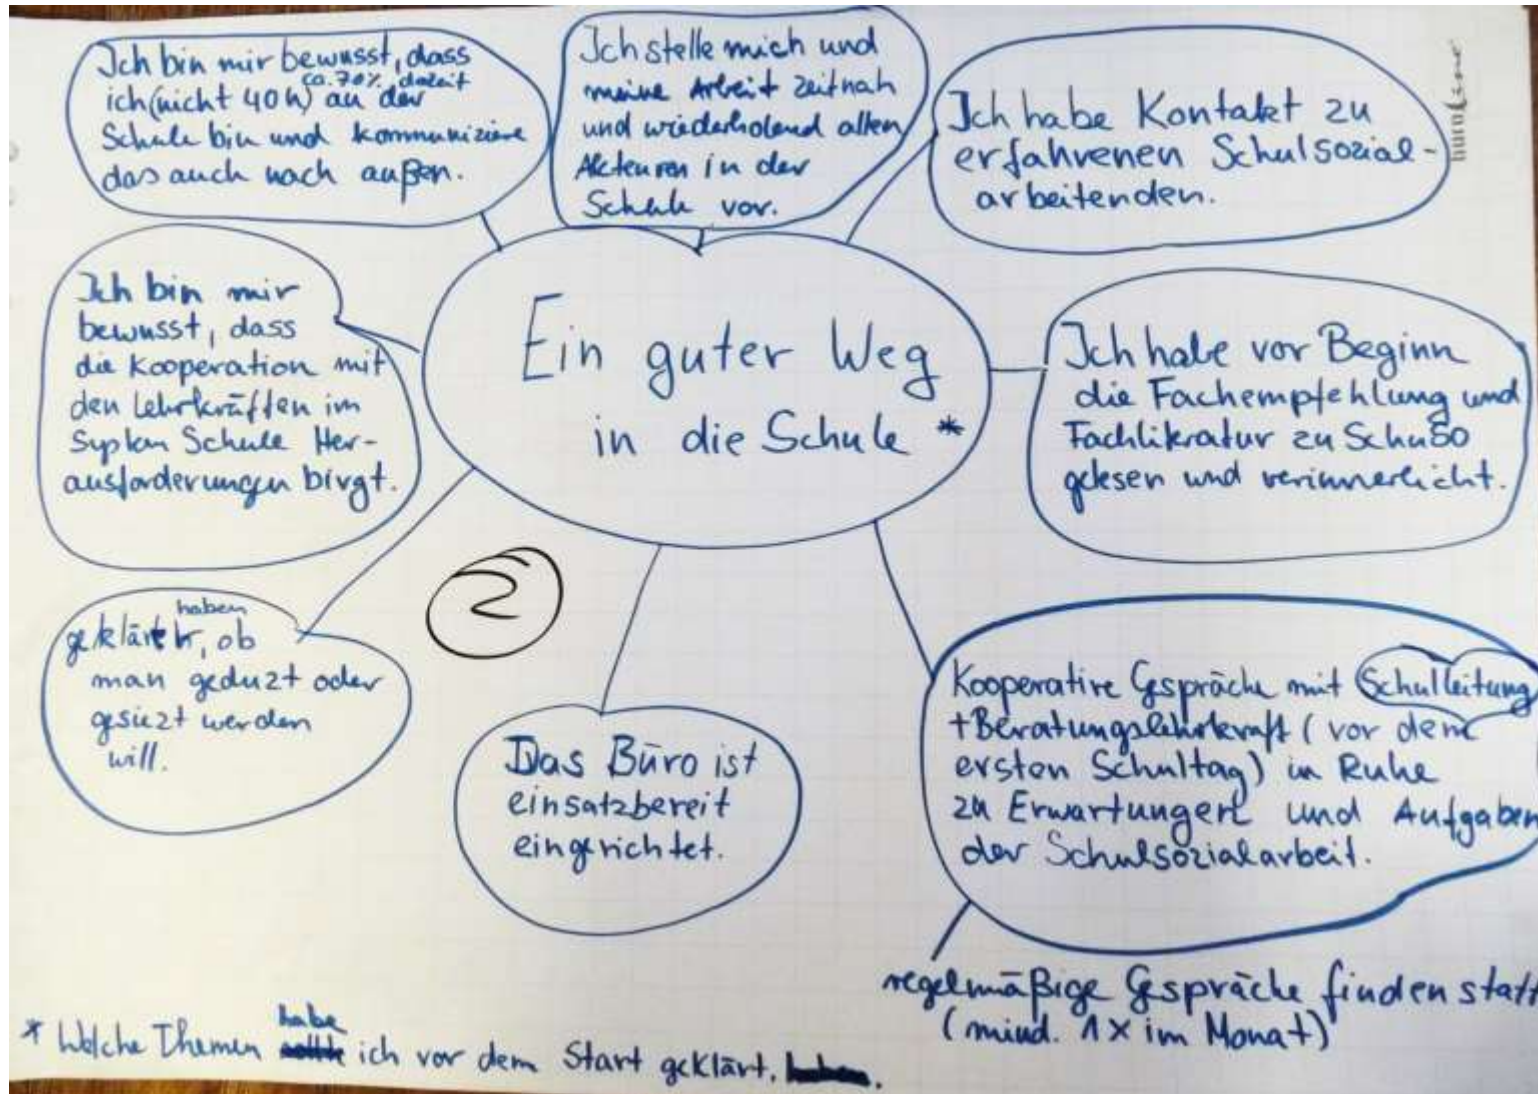 Ich bin mir bewusst, dass
ca. 70% derzeit
ich (nicht 40h) an der
Schule bin und kommuniziere
das auch nach außen.
Ich stelle mich und
meine Arbeit zeitnah
und wiederholend allen
Akteuren in der
Schule vor.
Ich habe Kontakt zu
erfahrenen Schulsozial-
arbeitenden.
Ich bin mir
bewusst, dass
die Kooperation mit
den Lehrkräften im
System Schule Her-
ausforderungen birgt.
Ein guter Weg
in die Schule *
Ich habe vor Beginn
die Fachempfehlung und
Fachliteratur zu SchuSo
gelesen und verinnerlicht.
haben
geklärt, ob
man geduzt oder
gesiezt werden
will.
2
Das Büro ist
einsatzbereit
eingerichtet.
Kooperative Gespräche mit Schulleitung
+Beratungslehrkraft (vor dem
ersten Schultag) in Ruhe
zu Erwartungen und Aufgaben
der Schulsozialarbeit.
regelmäßige Gespräche finden statt
(mind. 1x im Monat)
habe
* Welche Themen ich vor dem Start geklärt.